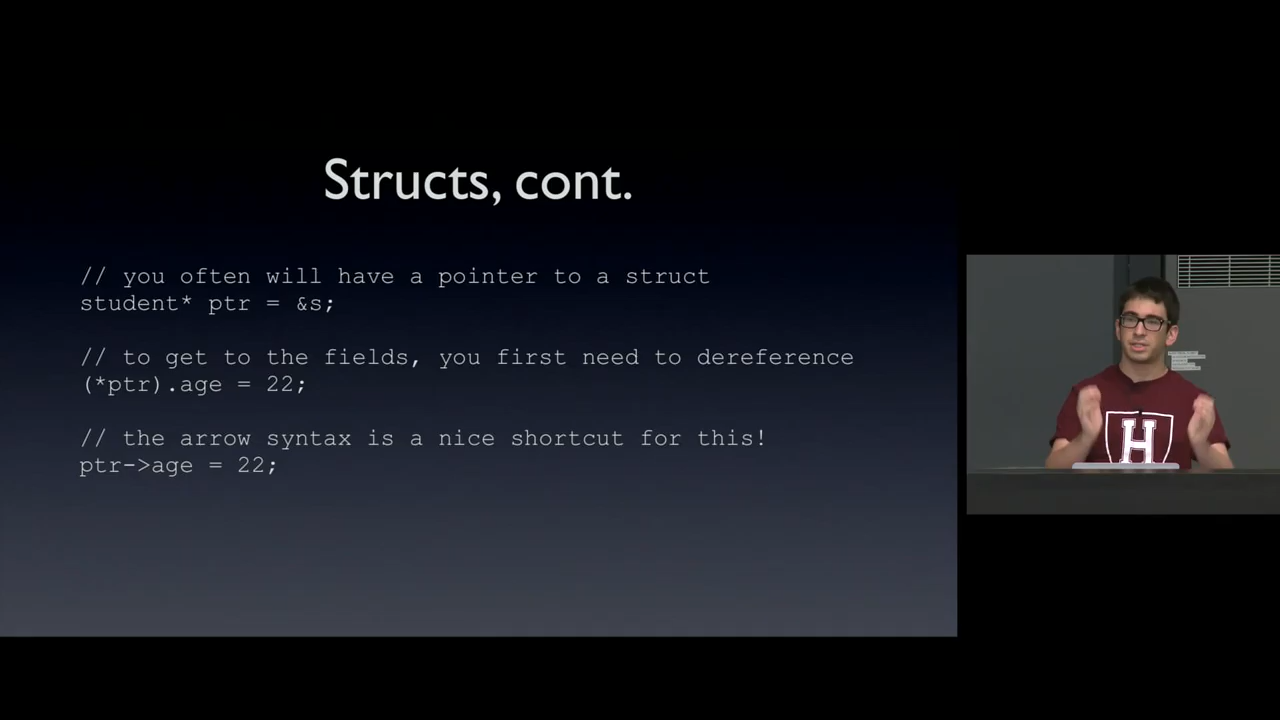 Structs, cont.
// you often will have a pointer to a struct
student* ptr = &s;
// to get to the fields, you first need to dereference
(*ptr).age = 22;
// the arrow syntax is a nice shortcut for this!
ptr->age = 22;
H